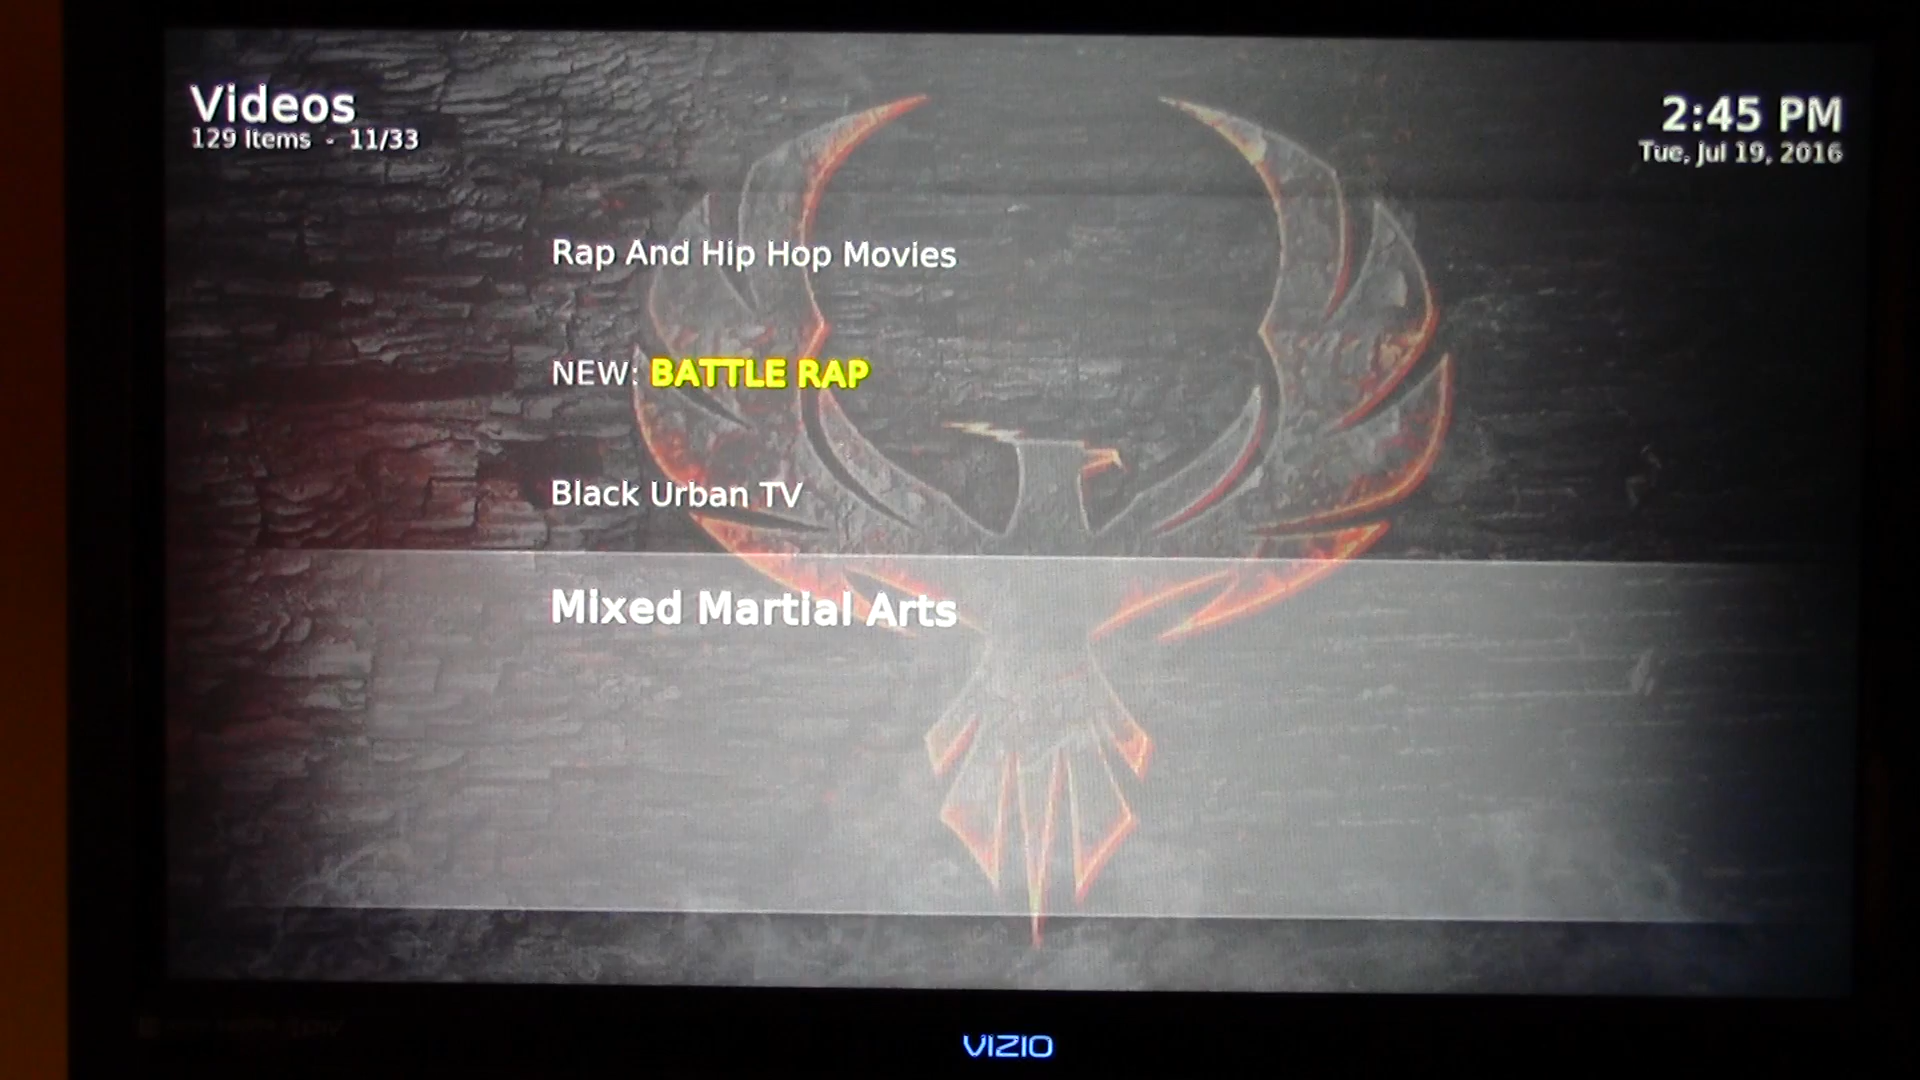 Videos
129 Items - 11/33
2:45 PM
Tue, Jul 19, 2016
Rap And Hip Hop Movies
NEW: BATTLE RAP
Black Urban TV
Mixed Martial Arts
VIZIO